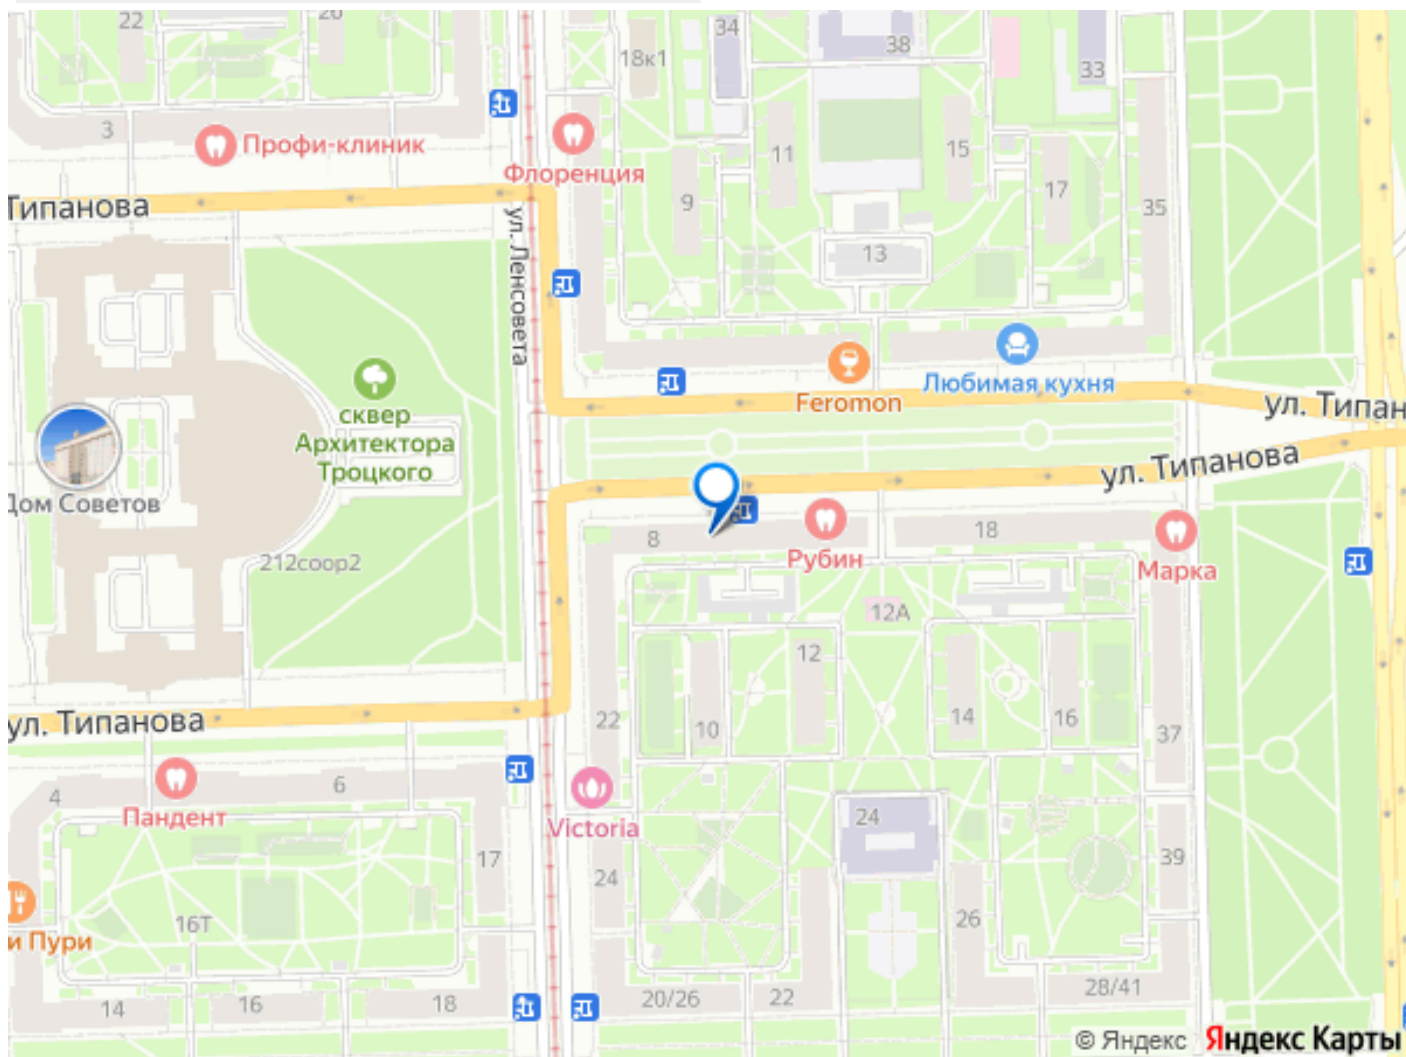 22
20
34
38
18к1
33
3
Профи-клиник
Флоренция
11
15
17
9
35
Типанова
ул. Ленсовета
13
Любимая кухня
Feromon
ул. Типан
сквер
Архитектора
Троцкого
ул. Типанова
Дом Советов
8
18
Рубин
Марка
212соор2
12А
12
10
14
16
22
37
ул. Типанова
4
6
Пандент
Victoria
24
17
24
39
26
16Т
и Пури
14
16
18
20/26
22
28/41
© Яндекс
Яндекс Карты